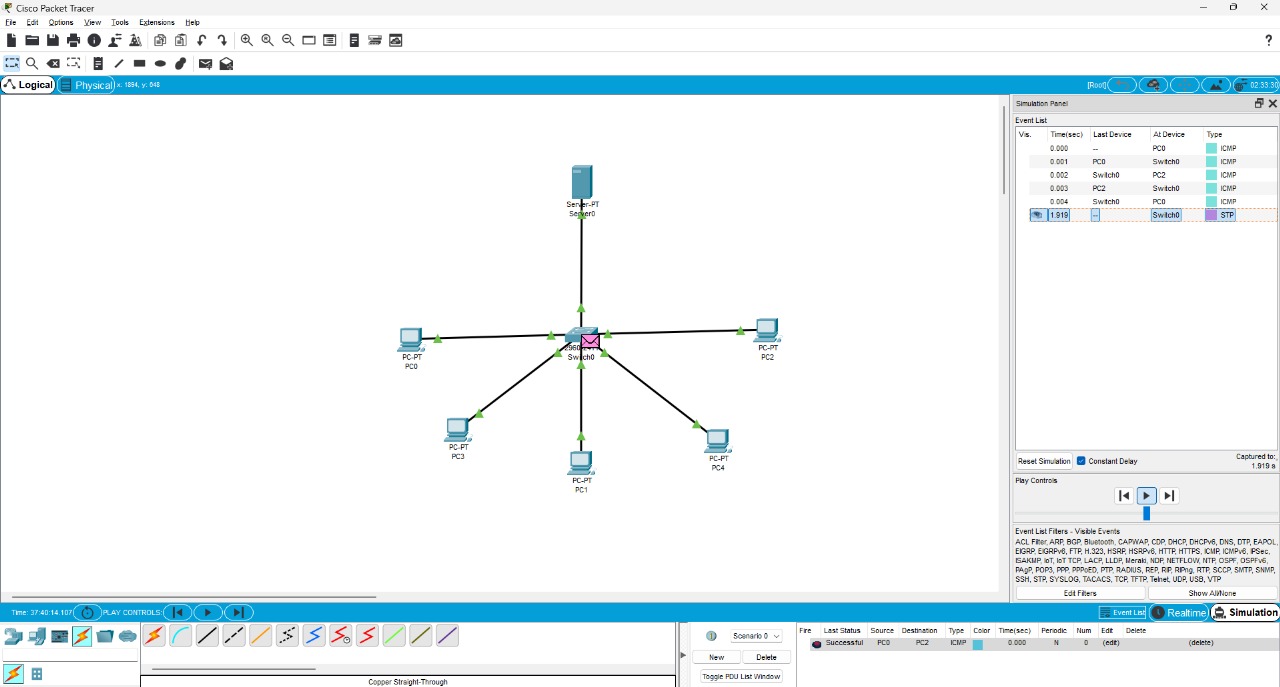 Cisco Packet Tracer
File Edit Options View Tools Extensions Help
Logical Physical x: 1894, y: 648 [Root] 02:33:30
Simulation Panel
Event List
Vis. Time(sec) Last Device At Device Type
0.000 -- PC0 ICMP
0.001 PC0 Switch0 ICMP
0.002 Switch0 PC2 ICMP
0.003 PC2 Switch0 ICMP
0.004 Switch0 PC0 ICMP
1.919 -- Switch0 STP
Server-PT
Server0
PC-PT
PC0
Switch0
PC-PT
PC2
PC-PT
PC3
PC-PT
PC1
PC-PT
PC4
Reset Simulation Constant Delay Captured to:
1.919 s
Play Controls
Event List Filters - Visible Events
ACL Filter, ARP, BGP, Bluetooth, CAPWAP, CDP, DHCP, DHCPv6, DNS, DTP, EAPOL,
EIGRP, EIGRPv6, FTP, H.323, HSRP, HSRPv6, HTTP, HTTPS, ICMP, ICMPv6, IPSec,
ISAKMP, IoT, IoT TCP, LACP, LLDP, Meraki, NDP, NETFLOW, NTP, OSPF, OSPFv6,
PAgP, POP3, PPP, PPPoED, PTP, RADIUS, REP, RIP, RIPng, RTP, SCCP, SMTP, SNMP,
SSH, STP, SYSLOG, TACACS, TCP, TFTP, Telnet, UDP, USB, VTP
Edit Filters Show All/None
Time: 37:40:14.107 PLAY CONTROLS: Event List Realtime Simulation
Scenario 0
New Delete
Toggle PDU List Window
Fire Last Status Source Destination Type Color Time(sec) Periodic Num Edit Delete
Successful PC0 PC2 ICMP 0.000 N 0 (edit) (delete)
Copper Straight-Through